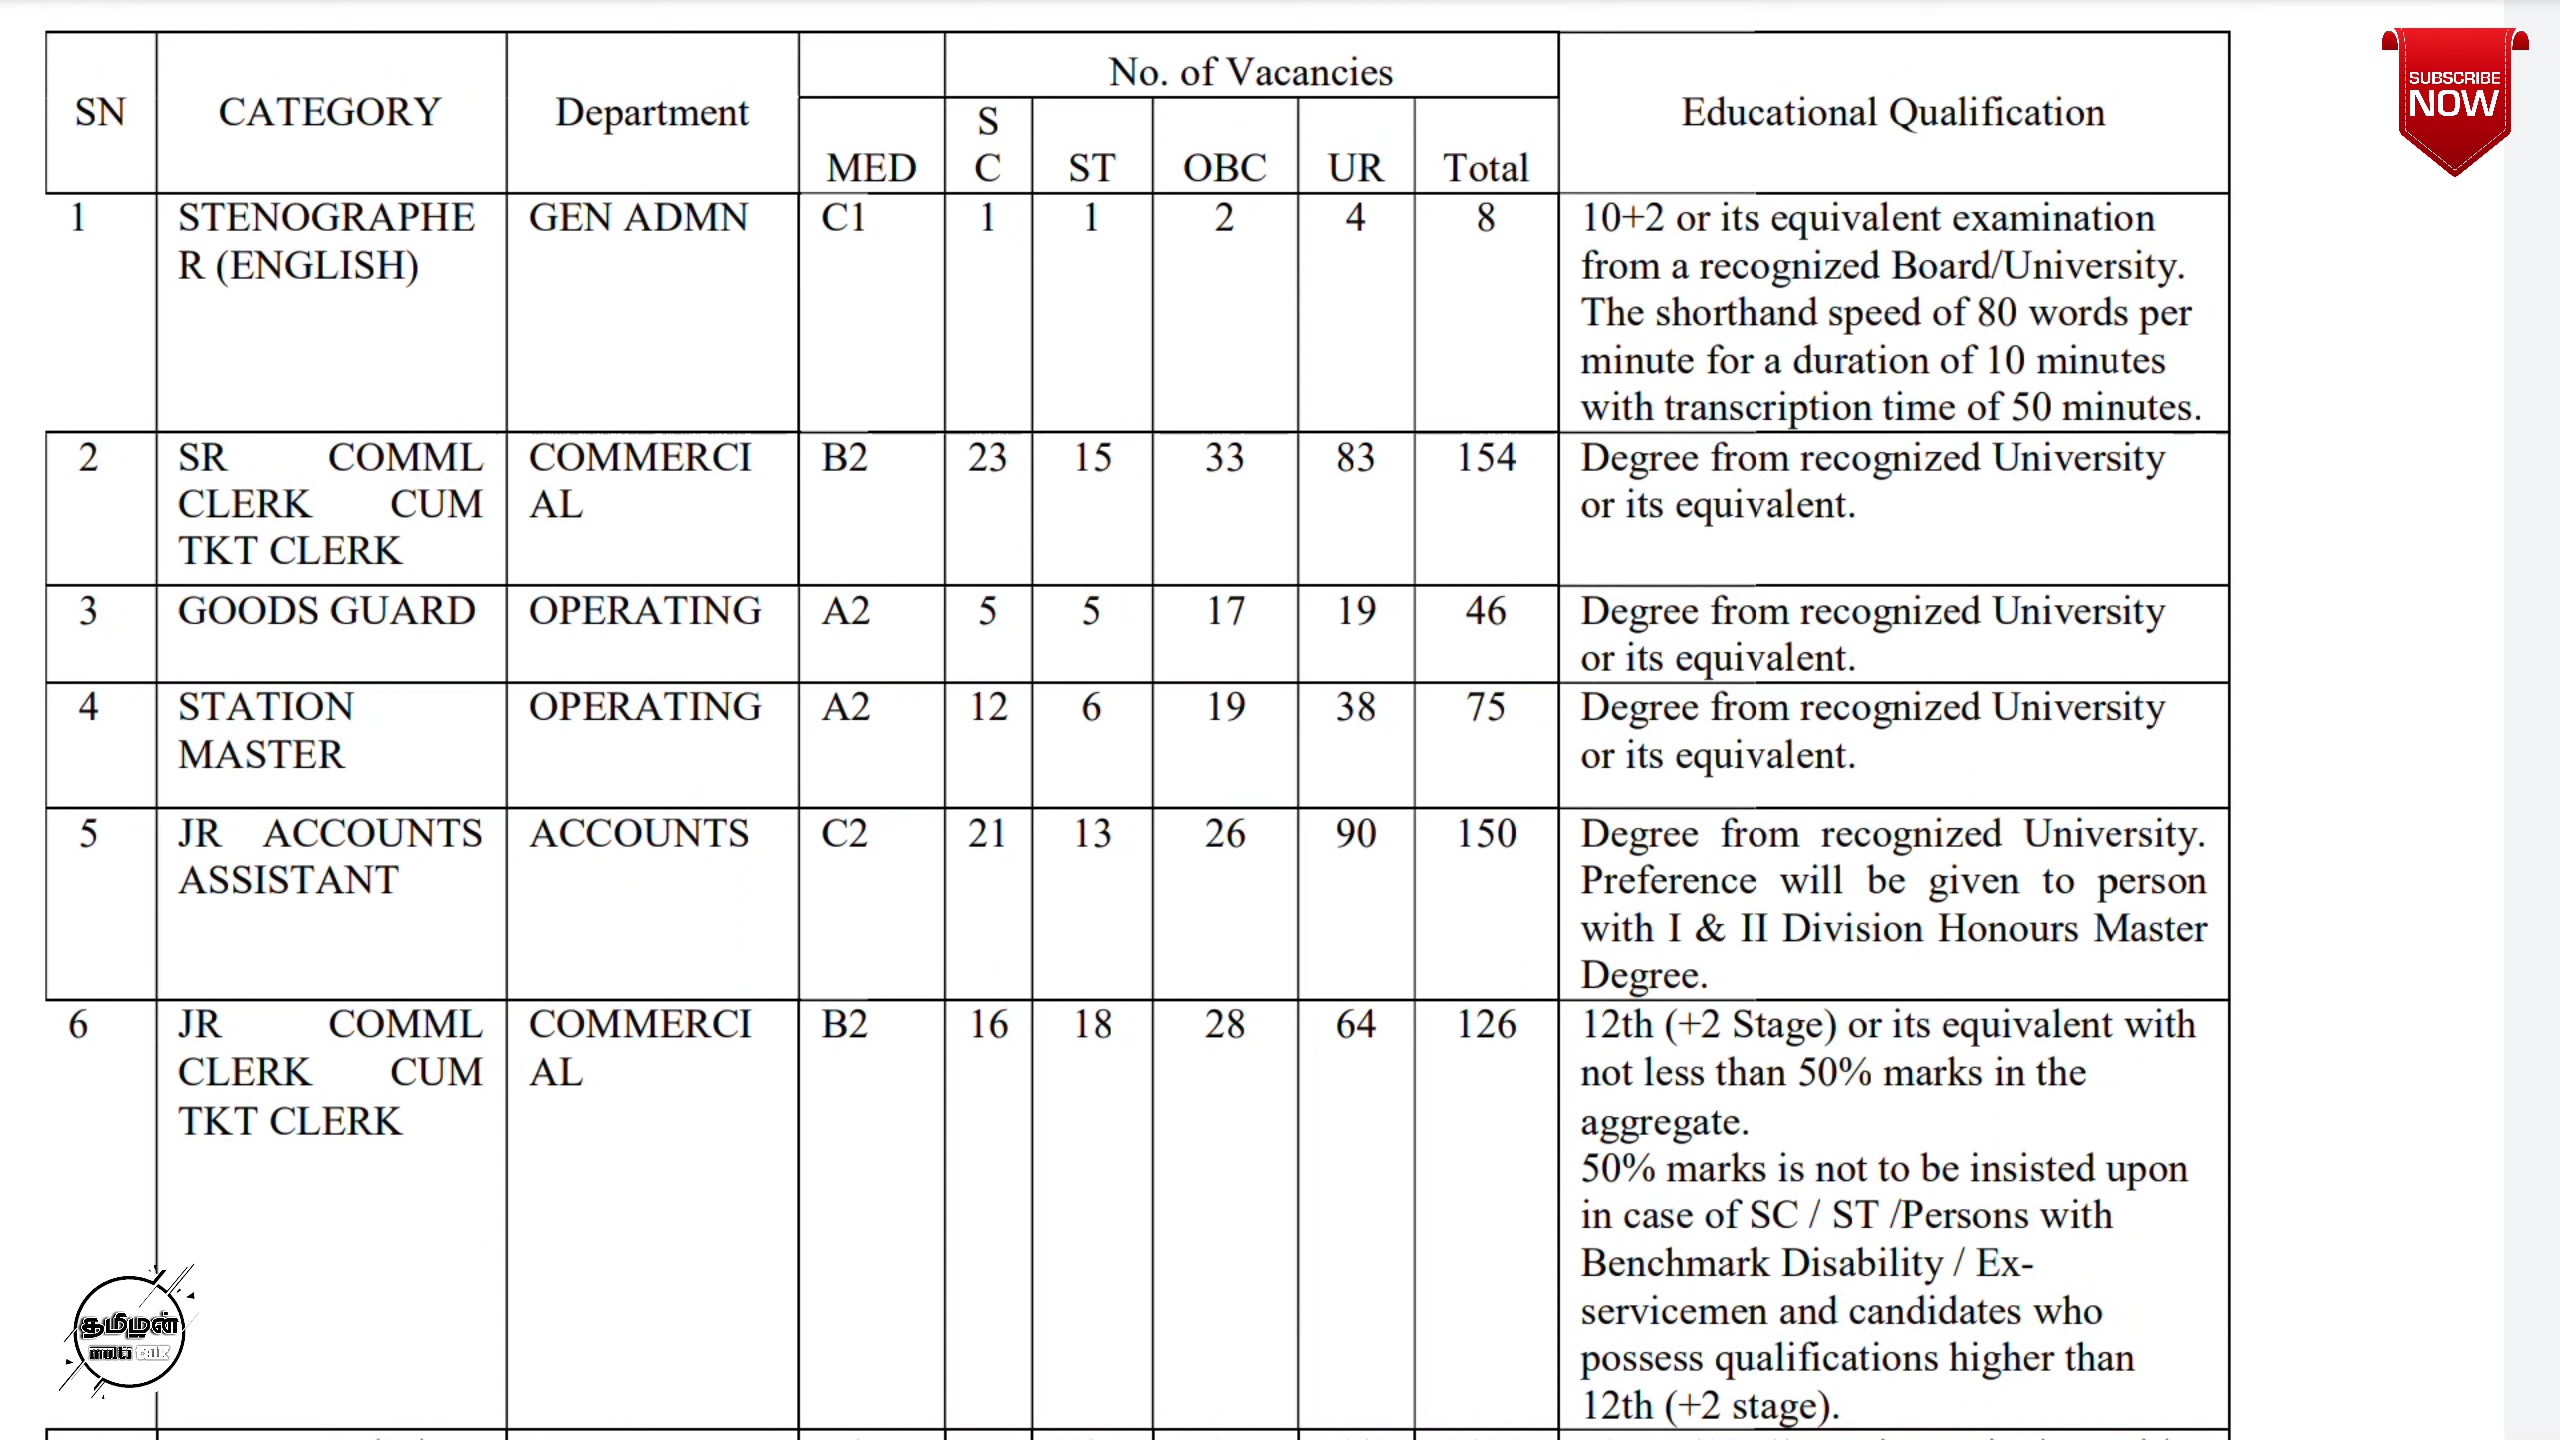 SN CATEGORY Department No. of Vacancies Educational Qualification
MED S C ST OBC UR Total
1 STENOGRAPHE GEN ADMN C1 1 1 2 4 8 10+2 or its equivalent examination
R (ENGLISH) from a recognized Board/University.
The shorthand speed of 80 words per
minute for a duration of 10 minutes
with transcription time of 50 minutes.
2 SR COMML COMMERCI B2 23 15 33 83 154 Degree from recognized University
CLERK CUM AL or its equivalent.
TKT CLERK
3 GOODS GUARD OPERATING A2 5 5 17 19 46 Degree from recognized University
or its equivalent.
4 STATION OPERATING A2 12 6 19 38 75 Degree from recognized University
MASTER or its equivalent.
5 JR ACCOUNTS ACCOUNTS C2 21 13 26 90 150 Degree from recognized University.
ASSISTANT Preference will be given to person
with I & II Division Honours Master
Degree.
6 JR COMML COMMERCI B2 16 18 28 64 126 12th (+2 Stage) or its equivalent with
CLERK CUM AL not less than 50% marks in the
TKT CLERK aggregate.
50% marks is not to be insisted upon
in case of SC / ST /Persons with
Benchmark Disability / Ex-
servicemen and candidates who
possess qualifications higher than
12th (+2 stage).
SUBSCRIBE
NOW
தமிழன்
multi talk